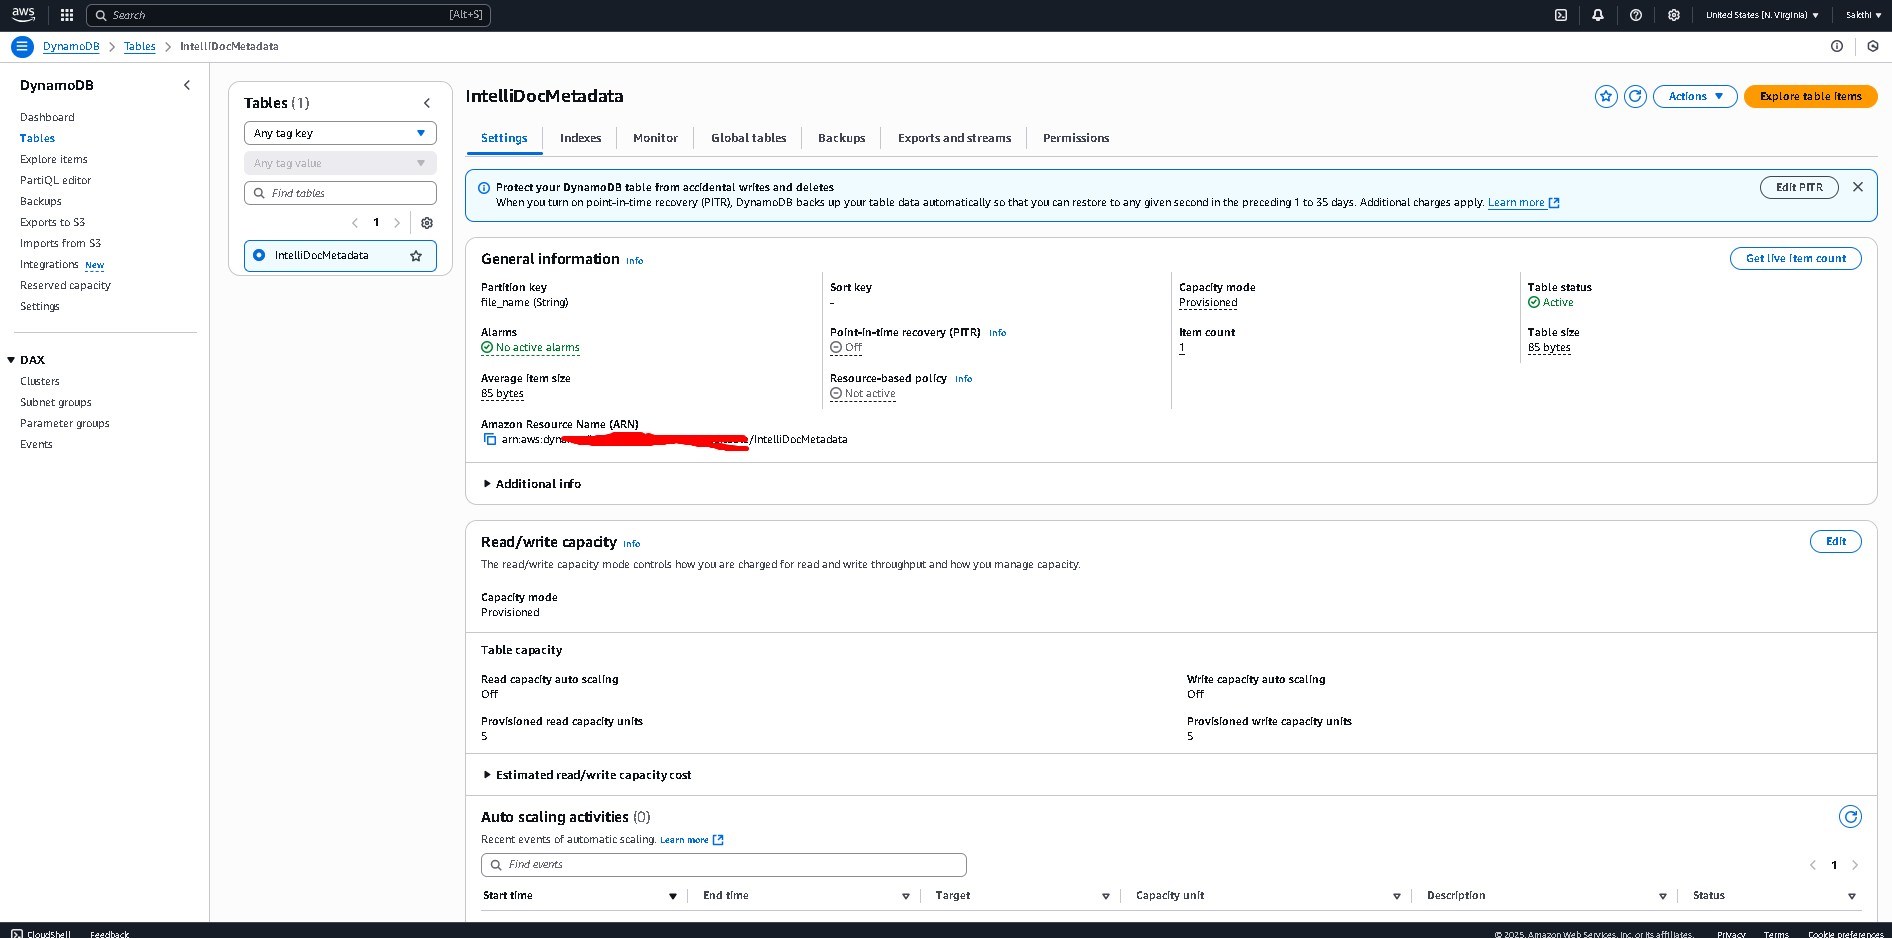 aws
Search [Alt+S]
United States (N. Virginia) Sakthi
DynamoDB Tables IntelliDocMetadata
DynamoDB
Dashboard
Tables
Explore items
PartiQL editor
Backups
Exports to S3
Imports from S3
Integrations New
Reserved capacity
Settings
DAX
Clusters
Subnet groups
Parameter groups
Events
Tables (1)
Any tag key
Any tag value
Find tables
1
IntelliDocMetadata
IntelliDocMetadata
Actions Explore table items
Settings Indexes Monitor Global tables Backups Exports and streams Permissions
Protect your DynamoDB table from accidental writes and deletes
When you turn on point-in-time recovery (PITR), DynamoDB backs up your table data automatically so that you can restore to any given second in the preceding 1 to 35 days. Additional charges apply. Learn more
Edit PITR
General information Info
Get live item count
Partition key
file_name (String)
Sort key
-
Capacity mode
Provisioned
Table status
Active
Alarms
No active alarms
Point-in-time recovery (PITR) Info
Off
Item count
1
Table size
85 bytes
Average item size
85 bytes
Resource-based policy Info
Not active
Amazon Resource Name (ARN)
arn:aws:dyna /IntelliDocMetadata
Additional info
Read/write capacity Info
Edit
The read/write capacity mode controls how you are charged for read and write throughput and how you manage capacity.
Capacity mode
Provisioned
Table capacity
Read capacity auto scaling
Off
Write capacity auto scaling
Off
Provisioned read capacity units
5
Provisioned write capacity units
5
Estimated read/write capacity cost
Auto scaling activities (0)
Recent events of automatic scaling. Learn more
Find events
1
Start time End time Target Capacity unit Description Status
CloudShell Feedback
© 2025, Amazon Web Services, Inc. or its affiliates. Privacy Terms Cookie preferences